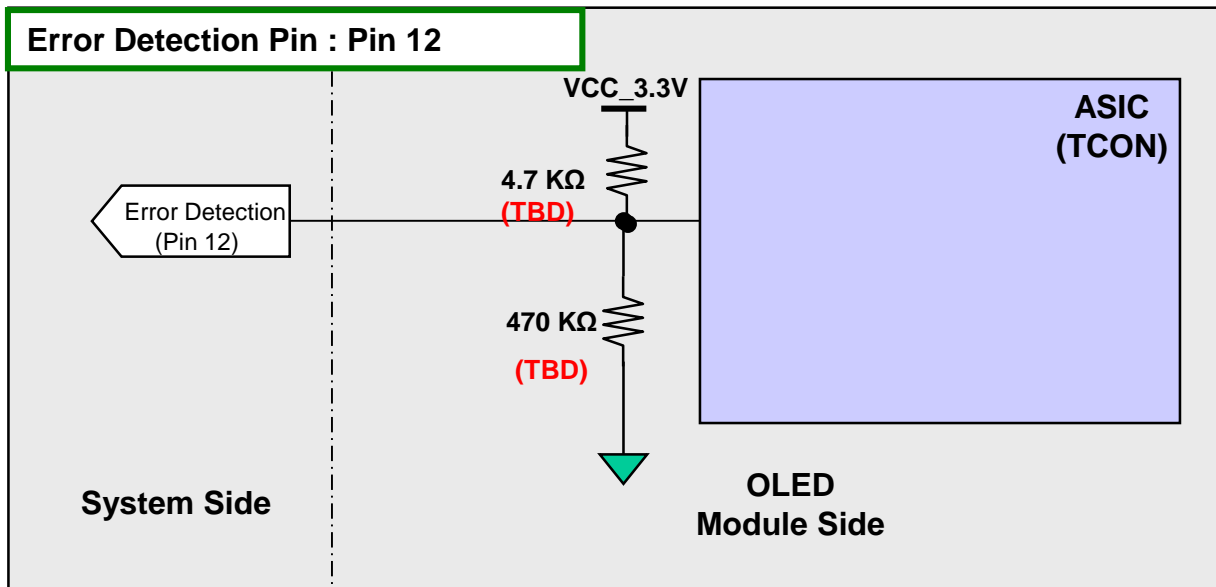 Error Detection Pin : Pin 12
VCC_3.3V
ASIC
(TCON)
4.7 KΩ
(TBD)
Error Detection
(Pin 12)
470 KΩ
(TBD)
System Side
OLED
Module Side